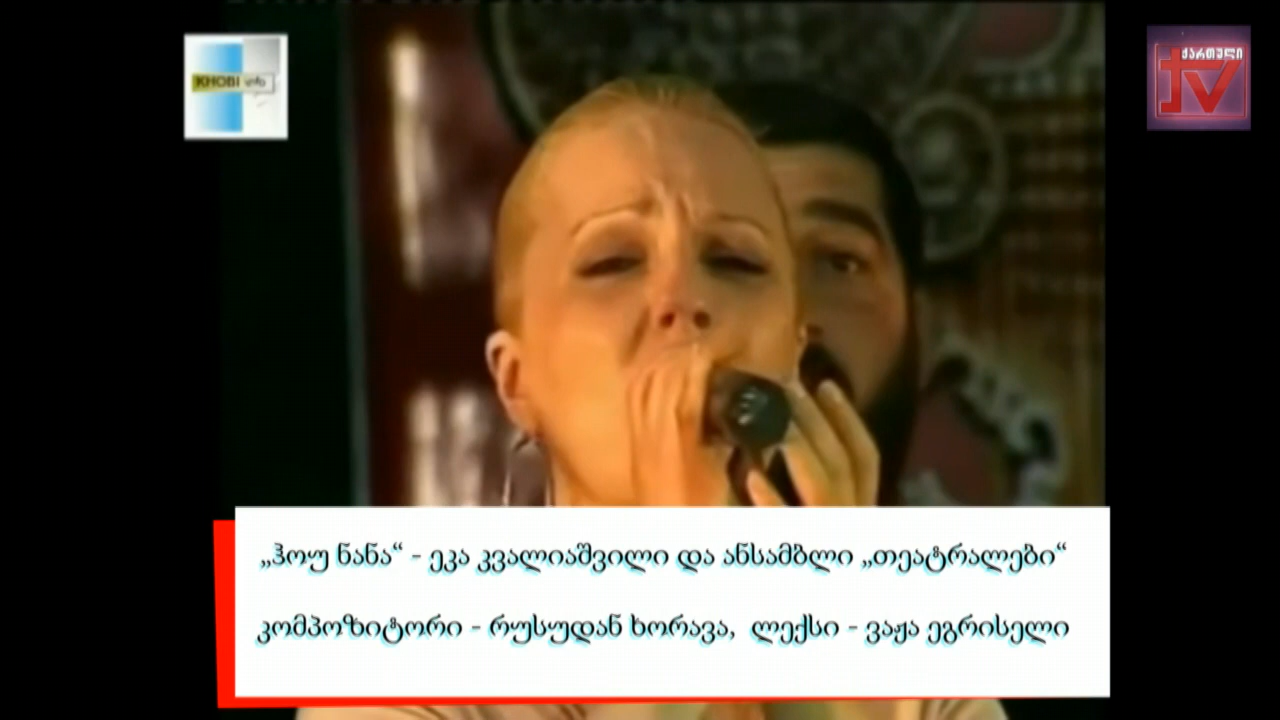 KHOBI info
ქართული
TV
„ჰოუ ნანა“ - ეკა კვალიაშვილი და ანსამბლი „თეატრალები“
კომპოზიტორი - რუსუდან ხორავა, ლექსი - ვაჟა ეგრისელი